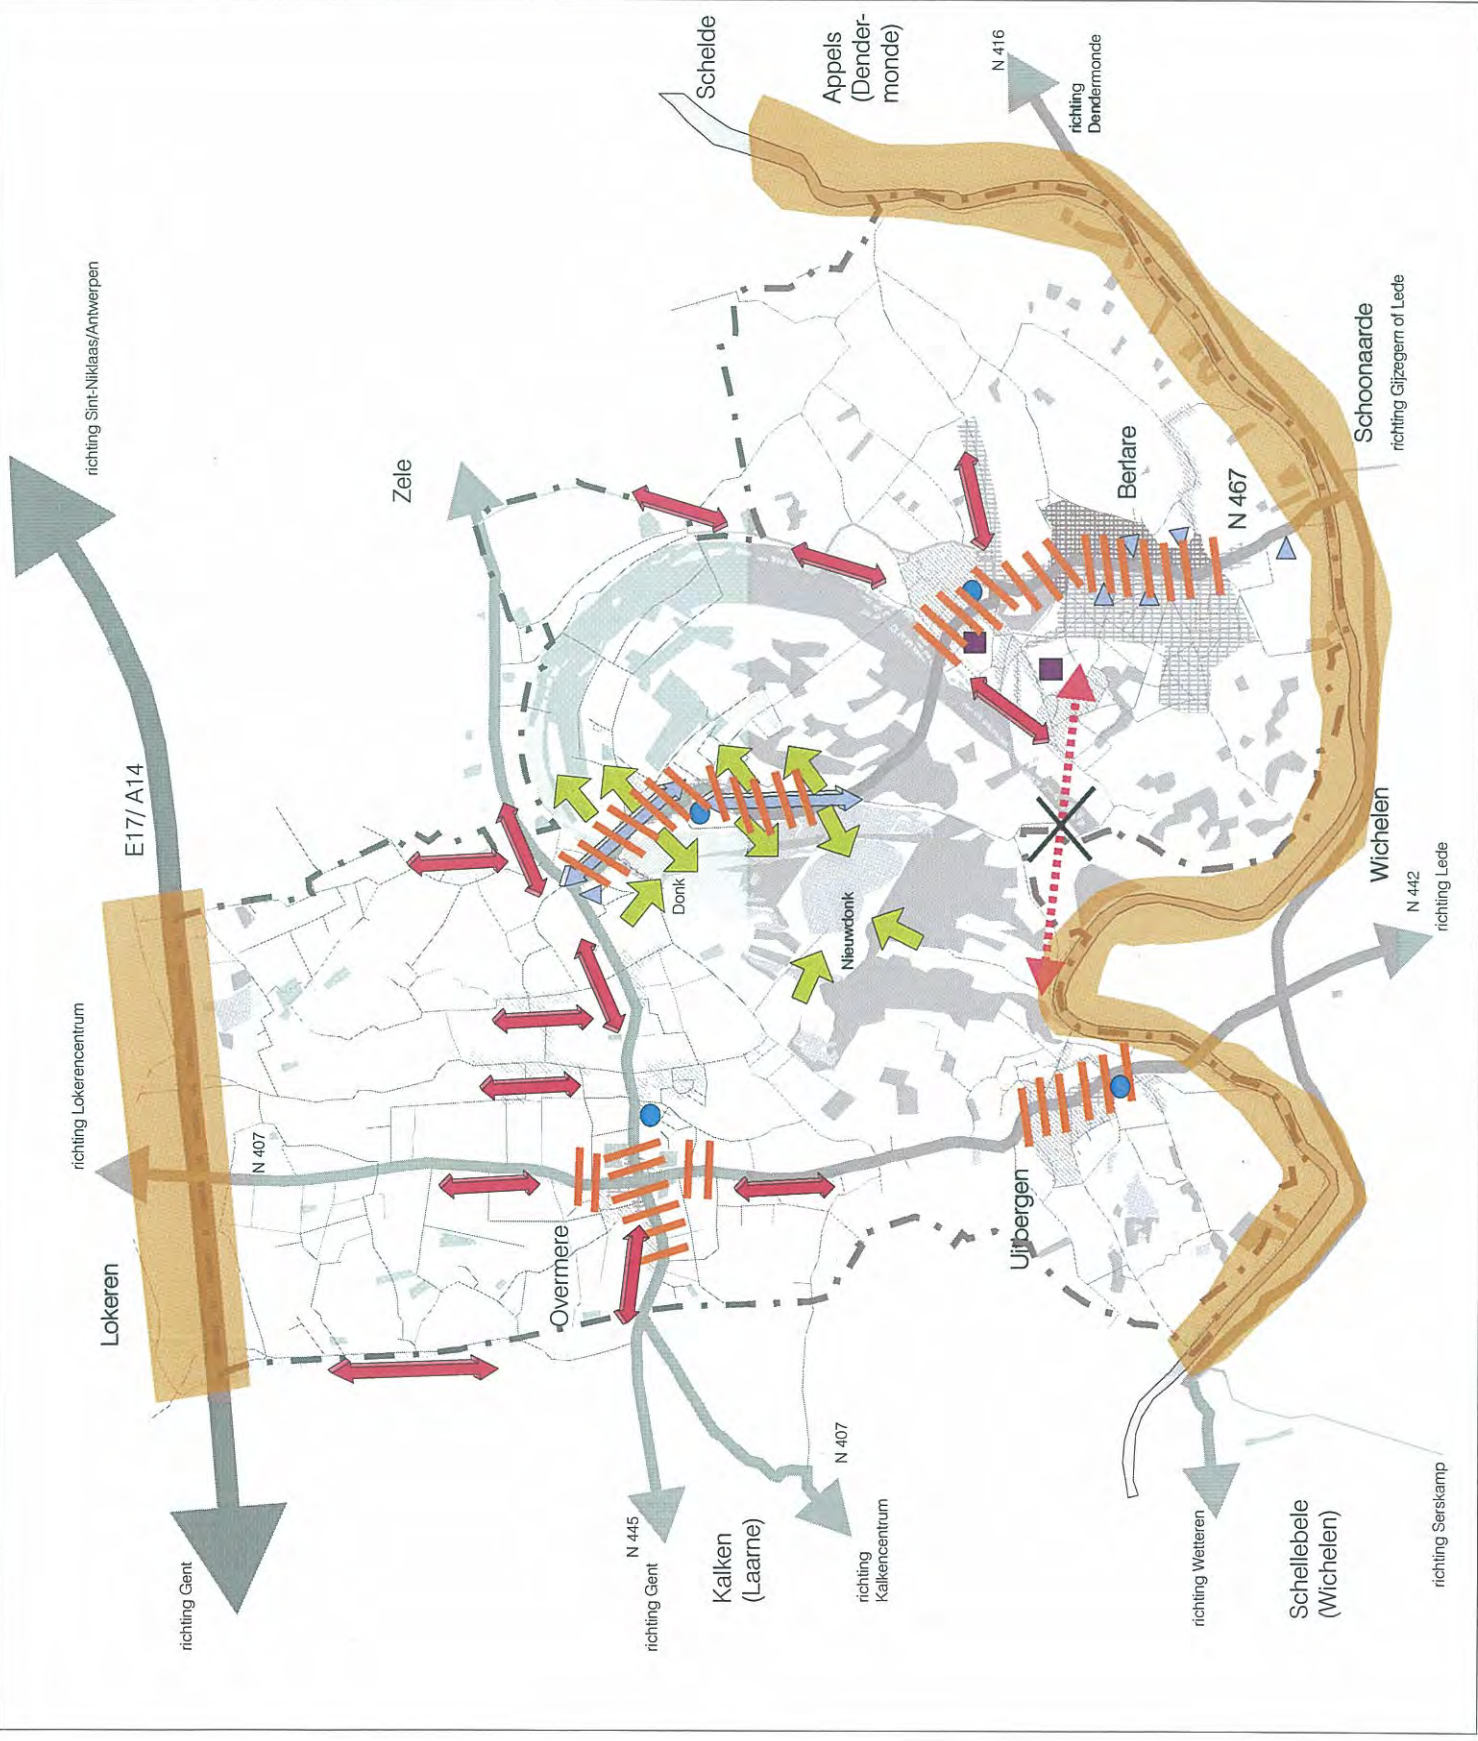 richting Gent
Lokeren
richting Lokerencentrum
E17/ A14
richting Sint-Niklaas/Antwerpen
N 407
Zele
Overmere
N 445
richting Gent
Kalken
(Laarne)
N 407
richting
Kalkencentrum
Donk
Nieuwdonk
Schelde
Appels
(Dender-
monde)
N 416
richting
Dendermonde
Uitbergen
Berlare
N 467
Schoonaarde
richting Gijzegem of Lede
Wichelen
N 442
richting Lede
richting Wetteren
Schellebele
(Wichelen)
richting Serskamp